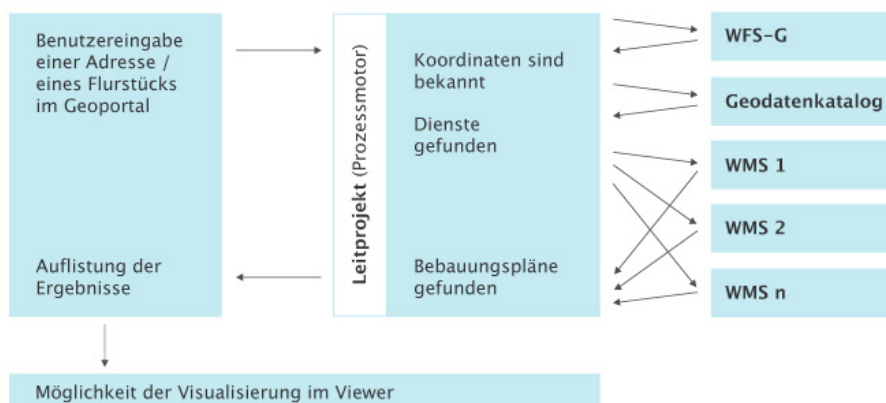 Benutzereingabe
einer Adresse /
eines Flurstücks
im Geoportal
Auflistung der
Ergebnisse
Leitprojekt (Prozessmotor)
Koordinaten sind
bekannt
Dienste
gefunden
Bebauungspläne
gefunden
WFS-G
Geodatenkatalog
WMS 1
WMS 2
WMS n
Möglichkeit der Visualisierung im Viewer